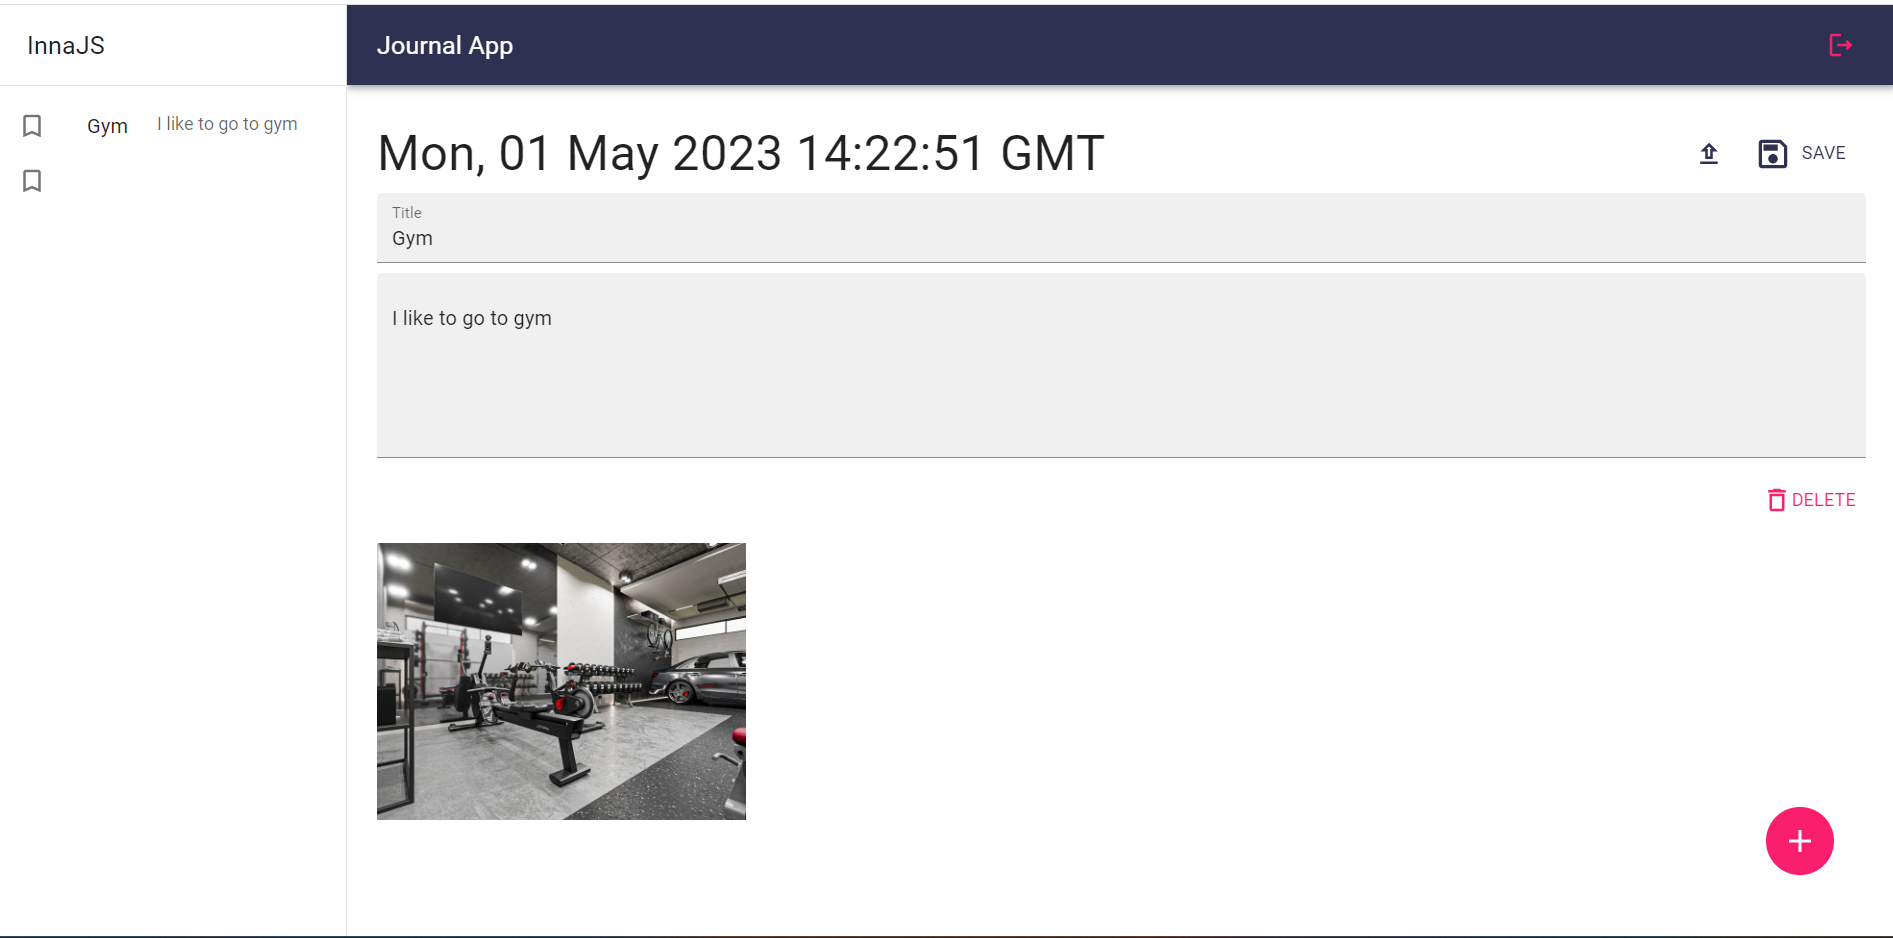 InnaJS
Journal App
Gym I like to go to gym
Mon, 01 May 2023 14:22:51 GMT
SAVE
Title
Gym
I like to go to gym
DELETE